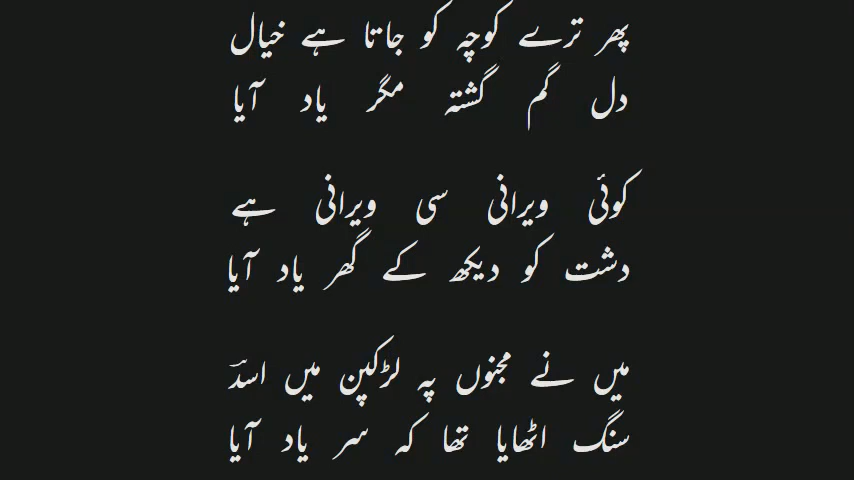 پھر ترے کوچہ کو جاتا ہے خیال
دل گم گشتہ مگر یاد آیا
کوئی ویرانی سی ویرانی ہے
دشت کو دیکھ کے گھر یاد آیا
میں نے مجنوں پہ لڑکپن میں اسدؔ
سنگ اٹھایا تھا کہ سر یاد آیا